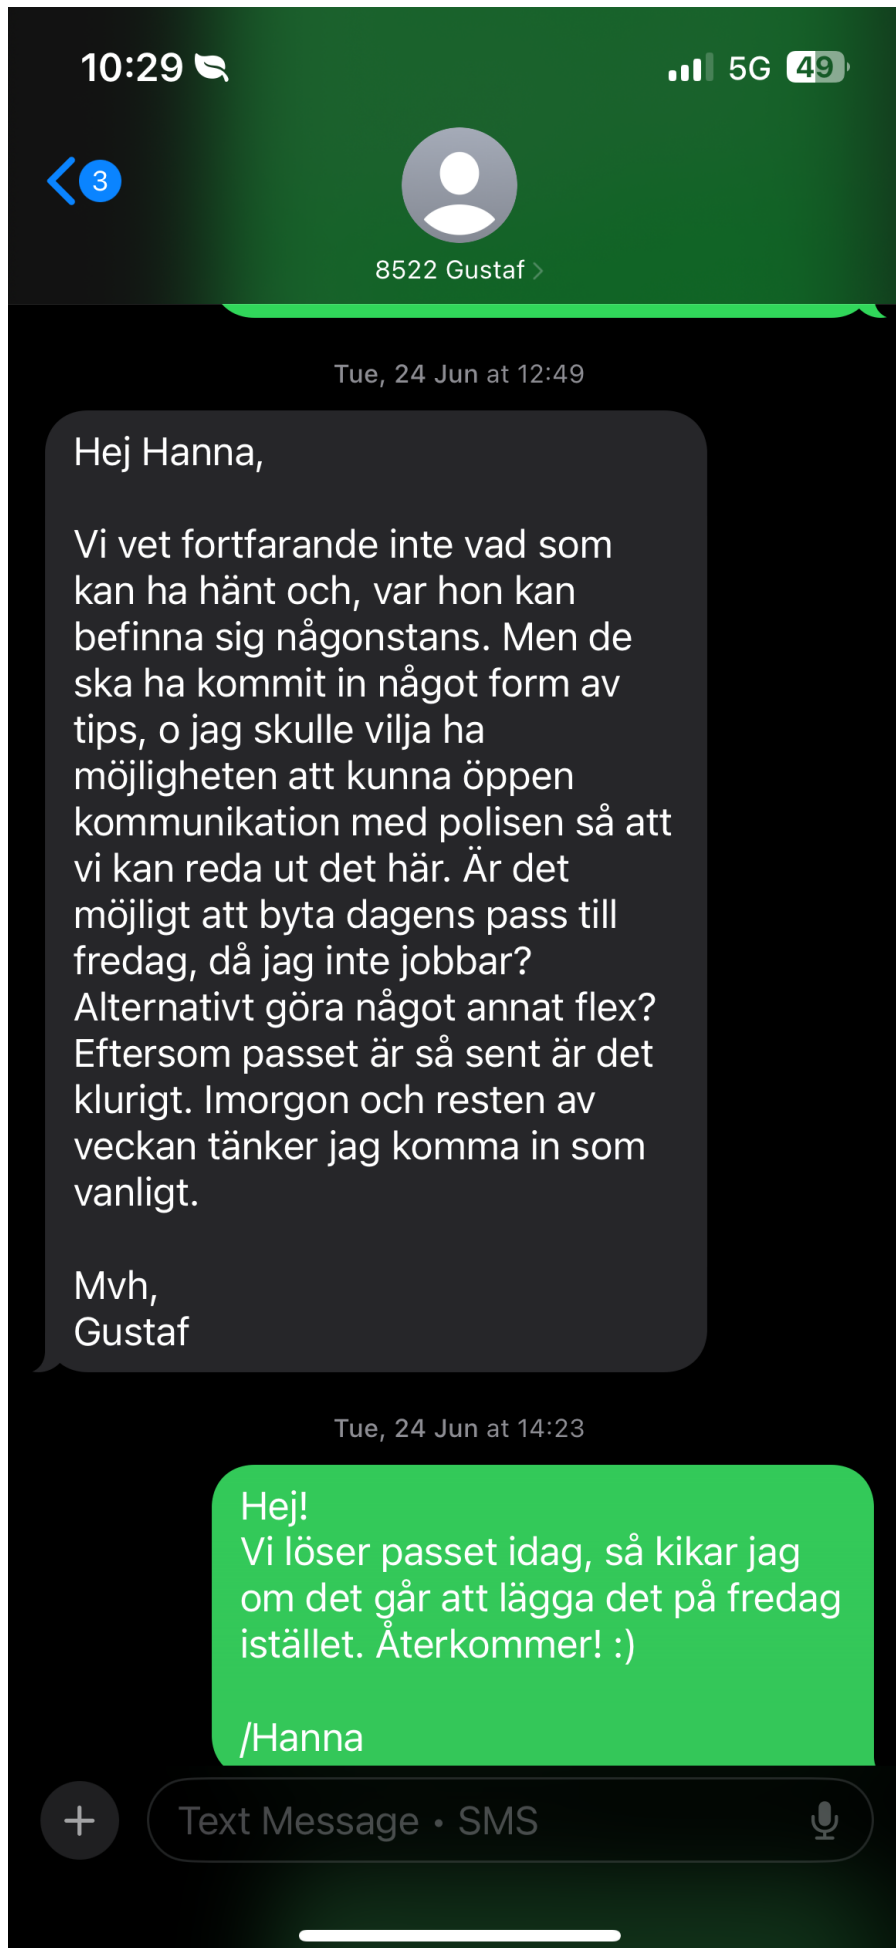 10:29
5G 49
3
8522 Gustaf
Tue, 24 Jun at 12:49
Hej Hanna,
Vi vet fortfarande inte vad som
kan ha hänt och, var hon kan
befinna sig någonstans. Men de
ska ha kommit in något form av
tips, o jag skulle vilja ha
möjligheten att kunna öppen
kommunikation med polisen så att
vi kan reda ut det här. Är det
möjligt att byta dagens pass till
fredag, då jag inte jobbar?
Alternativt göra något annat flex?
Eftersom passet är så sent är det
klurigt. Imorgon och resten av
veckan tänker jag komma in som
vanligt.
Mvh,
Gustaf
Tue, 24 Jun at 14:23
Hej!
Vi löser passet idag, så kikar jag
om det går att lägga det på fredag
istället. Återkommer! :)
/Hanna
Text Message • SMS